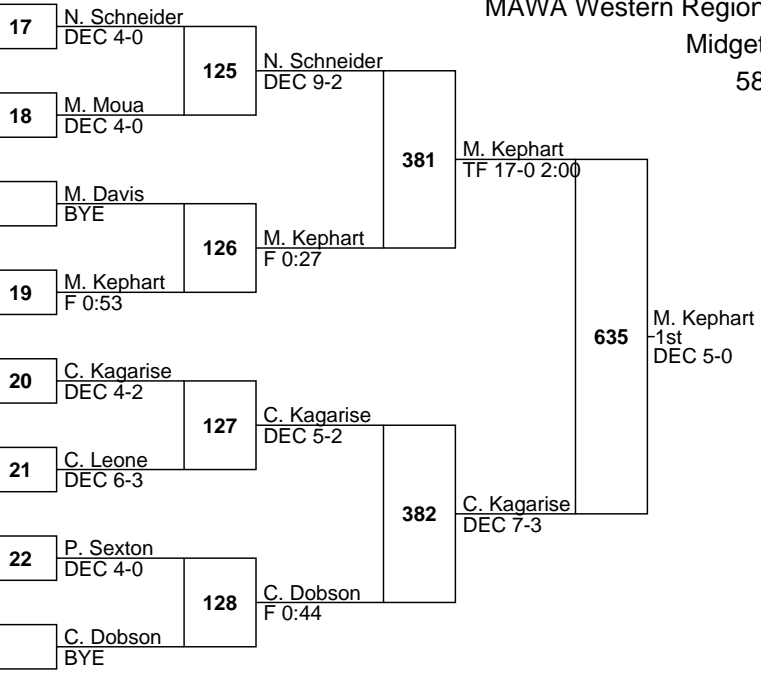 MAWA Western Region
Midget
58
17
N. Schneider
DEC 4-0
125
N. Schneider
DEC 9-2
18
M. Moua
DEC 4-0
381
M. Kephart
TF 17-0 2:00
M. Davis
BYE
126
M. Kephart
F 0:27
19
M. Kephart
F 0:53
635
M. Kephart
1st
DEC 5-0
20
C. Kagarise
DEC 4-2
127
C. Kagarise
DEC 5-2
21
C. Leone
DEC 6-3
382
C. Kagarise
DEC 7-3
22
P. Sexton
DEC 4-0
128
C. Dobson
F 0:44
C. Dobson
BYE